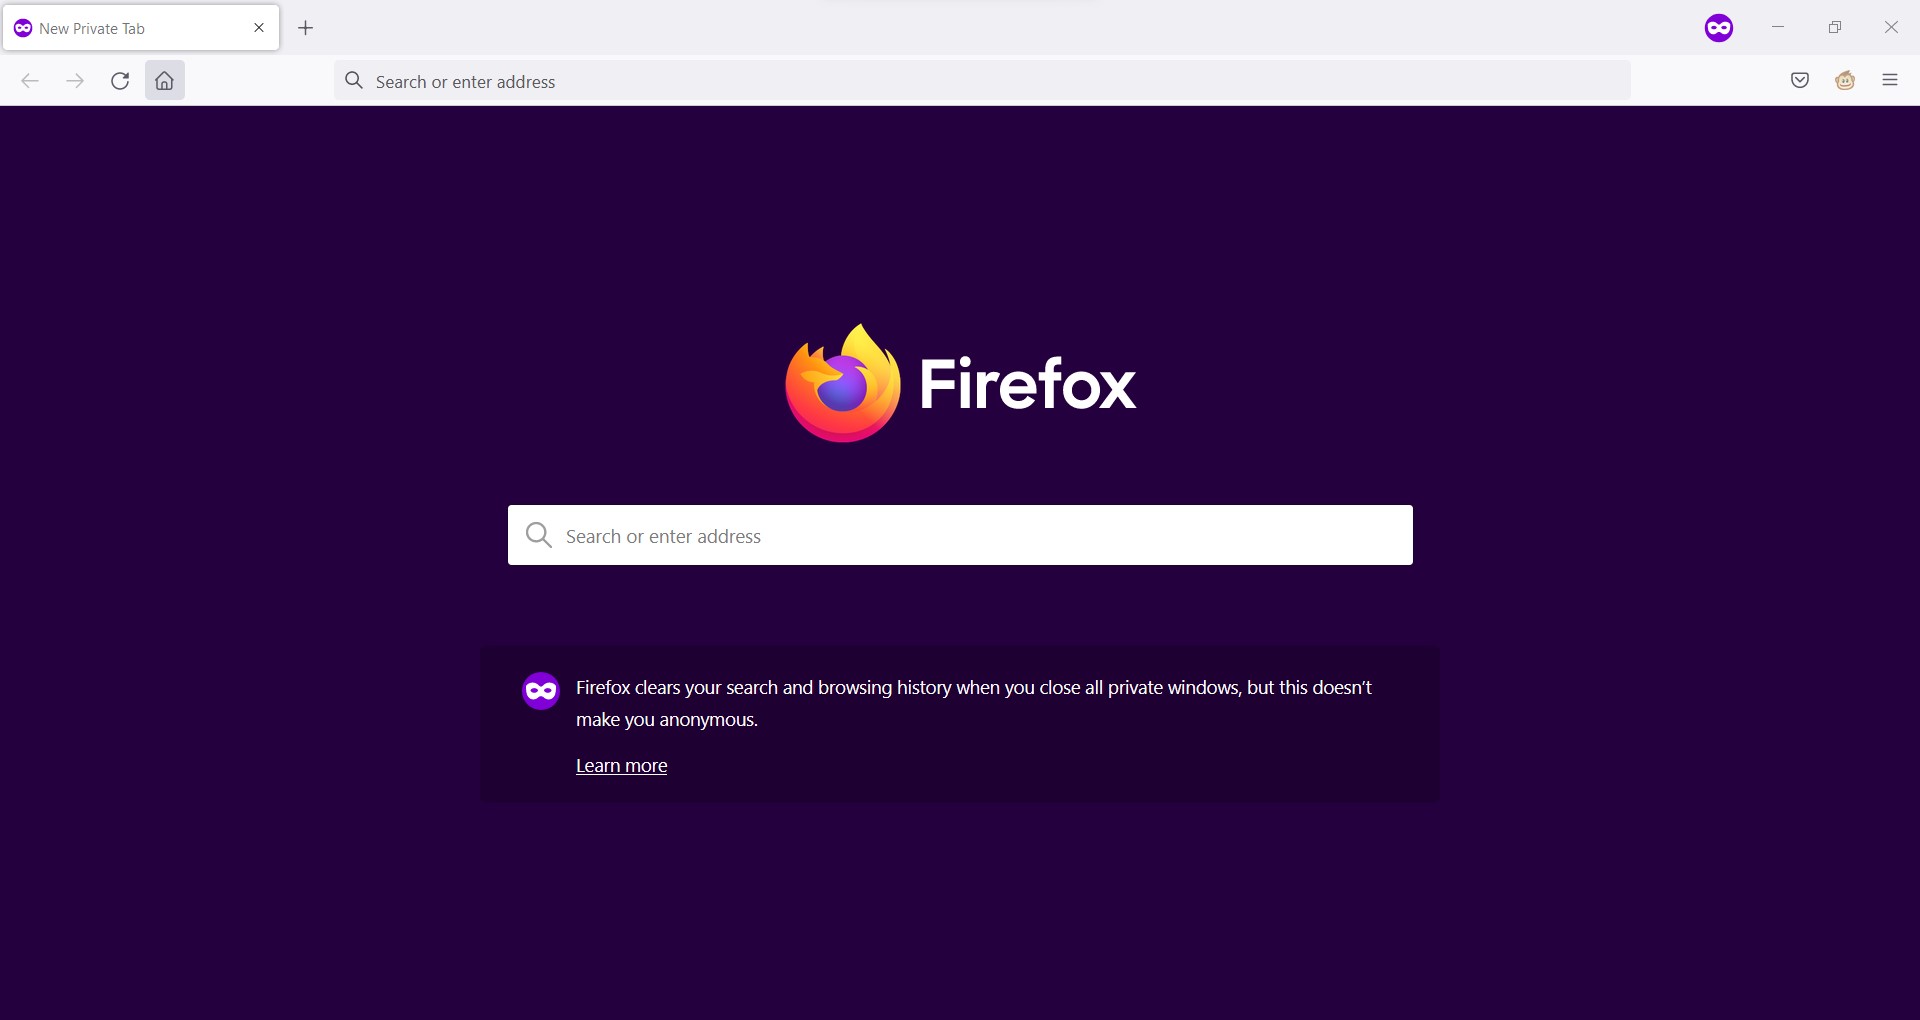 New Private Tab
Search or enter address
Firefox
Search or enter address
Firefox clears your search and browsing history when you close all private windows, but this doesn’t
make you anonymous.
Learn more